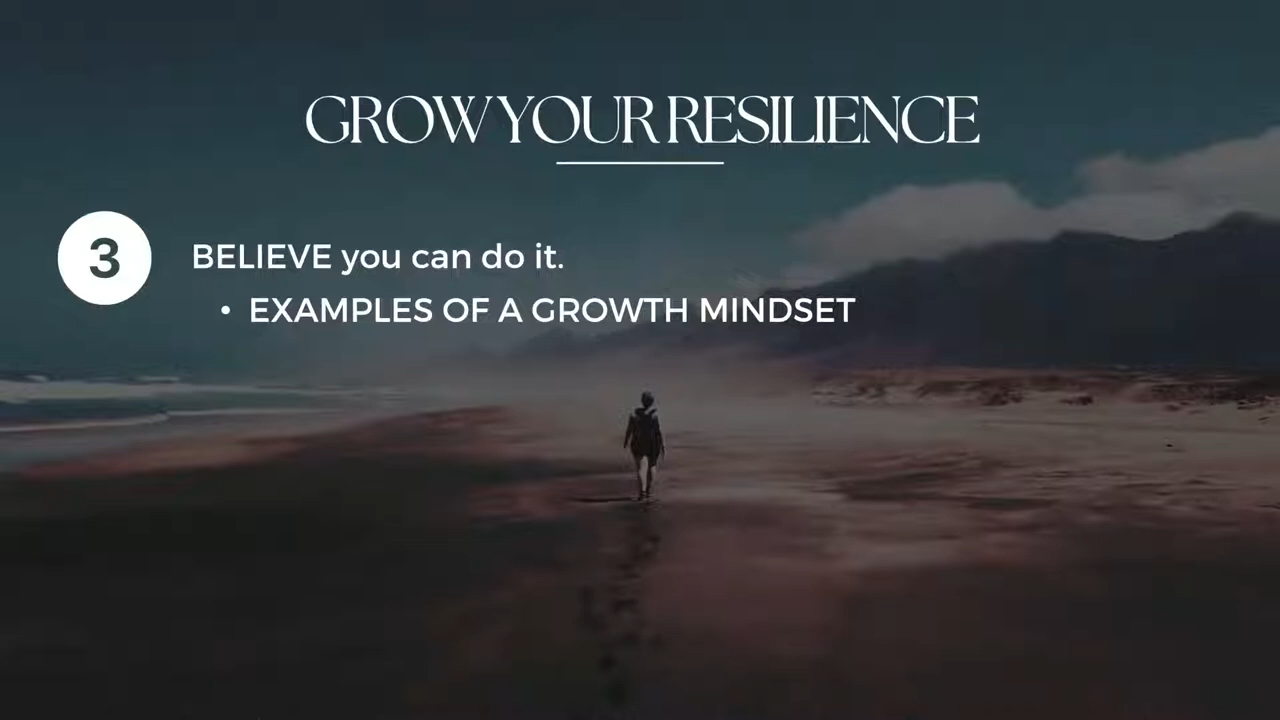 GROW YOUR RESILIENCE
3
BELIEVE you can do it.
• EXAMPLES OF A GROWTH MINDSET